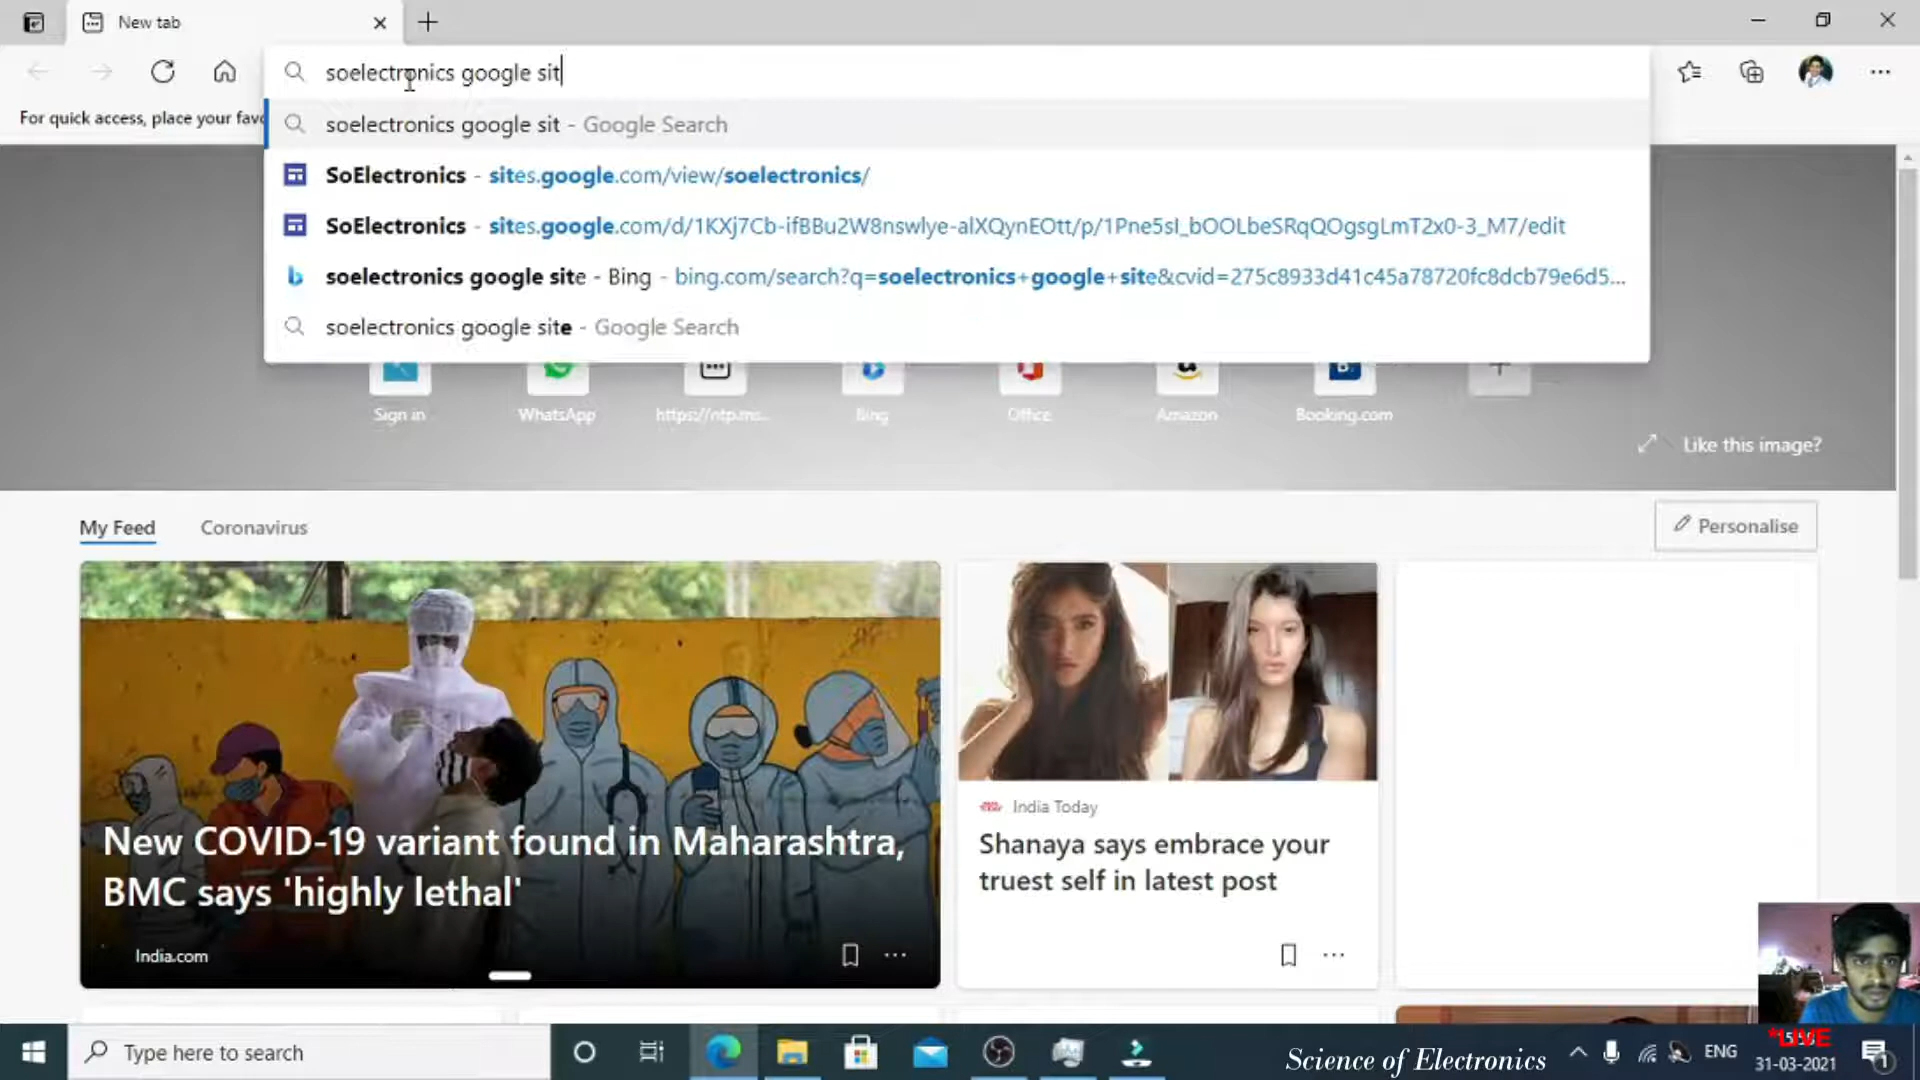 New tab
soelectronics google sit
For quick access, place your favo
soelectronics google sit - Google Search
SoElectronics - sites.google.com/view/soelectronics/
SoElectronics - sites.google.com/d/1KXj7Cb-ifBBu2W8nswlye-alXQynEOtt/p/1Pne5sI_bOOLbeSRqQOgsgLmT2x0-3_M7/edit
soelectronics google site - Bing - bing.com/search?q=soelectronics+google+site&cvid=275c8933d41c45a78720fc8dcb79e6d5...
soelectronics google site - Google Search
Sign in
WhatsApp
https://ntp.ms...
Bing
Office
Amazon
Booking.com
Like this image?
My Feed
Coronavirus
Personalise
New COVID-19 variant found in Maharashtra,
BMC says 'highly lethal'
India.com
India Today
Shanaya says embrace your
truest self in latest post
Type here to search
Science of Electronics
ENG
*LIVE
31-03-2021
1